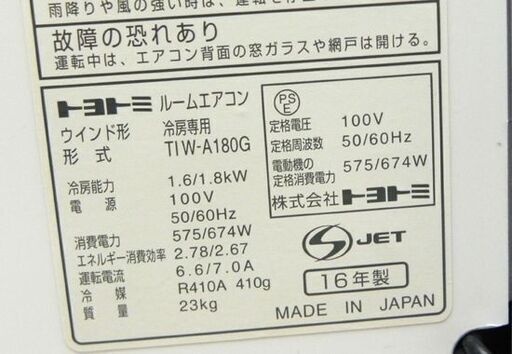 雨降りや風の強い時は、運転を停止
故障の恐れあり
運転中は、エアコン背面の窓ガラスや網戸は開ける。
トヨトミ ルームエアコン
ウインド形 冷房専用
形式 TIW-A180G
冷房能力 1.6/1.8kW
電源 100V
50/60Hz
消費電力 575/674W
エネルギー消費効率 2.78/2.67
運転電流 6.6/7.0A
冷媒 R410A 410g
質量 23kg
PSE
定格電圧 100V
定格周波数 50/60Hz
電動機の
定格消費電力 575/674W
株式会社トヨトミ
S JET
16年製
MADE IN JAPAN